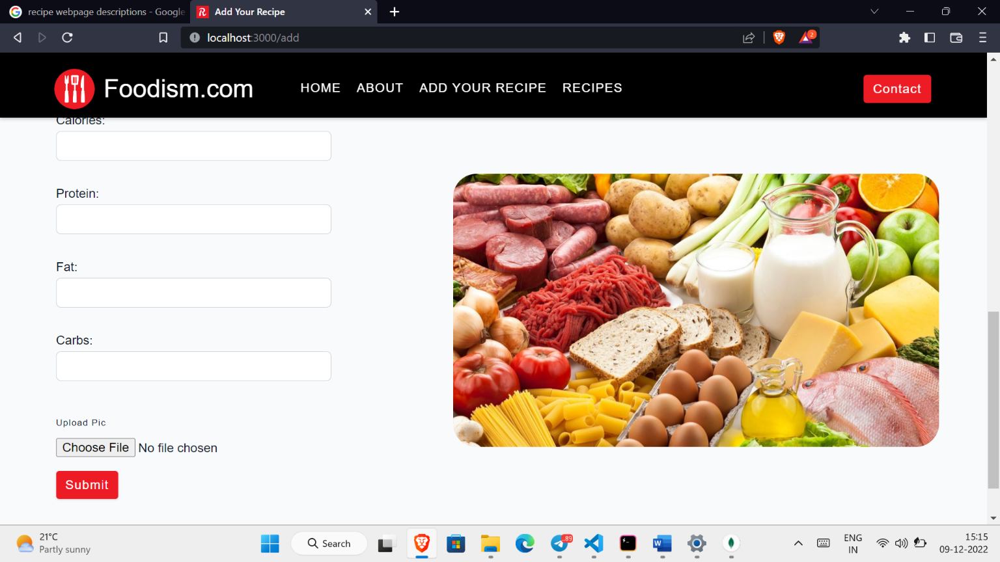 recipe webpage descriptions - Google
Add Your Recipe
localhost:3000/add
2
Foodism.com
HOME
ABOUT
ADD YOUR RECIPE
RECIPES
Contact
Calories:
Protein:
Fat:
Carbs:
Upload Pic
Choose File No file chosen
Submit
21°C
Partly sunny
Search
..89
W
ENG
IN
15:15
09-12-2022